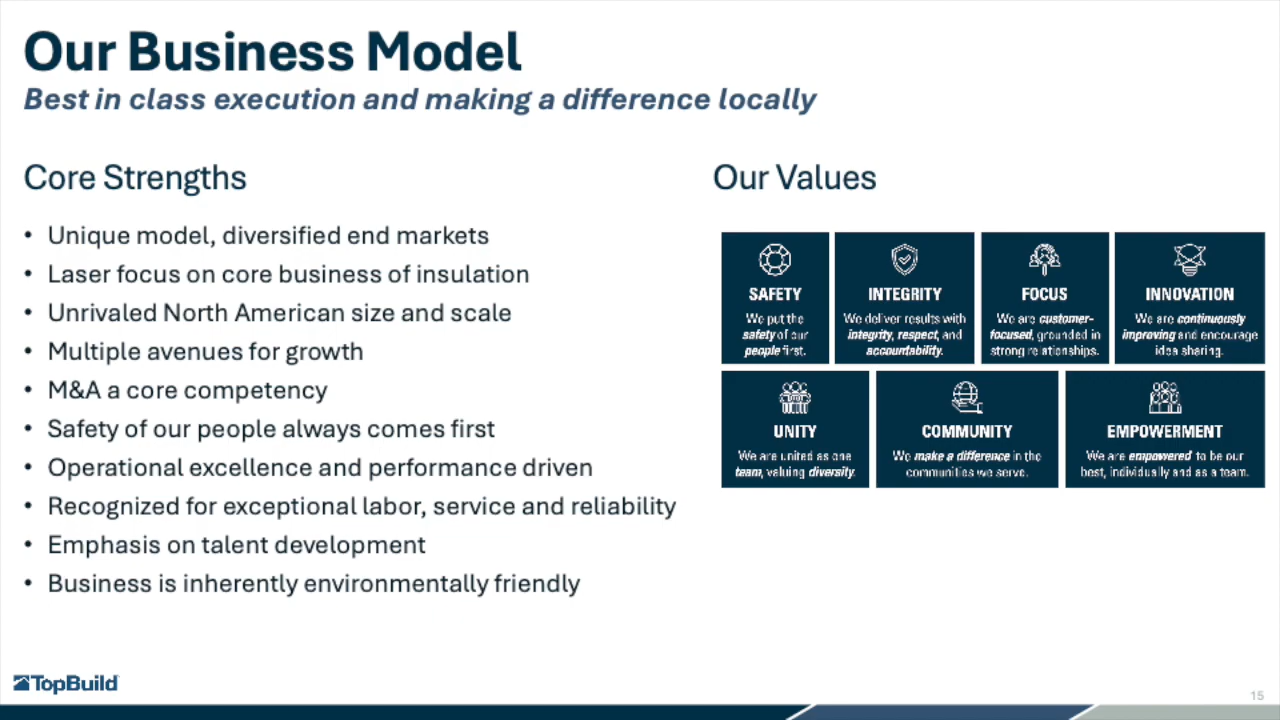 Our Business Model
Best in class execution and making a difference locally
Core Strengths
• Unique model, diversified end markets
• Laser focus on core business of insulation
• Unrivaled North American size and scale
• Multiple avenues for growth
• M&A a core competency
• Safety of our people always comes first
• Operational excellence and performance driven
• Recognized for exceptional labor, service and reliability
• Emphasis on talent development
• Business is inherently environmentally friendly
Our Values
SAFETY
We put the
safety of our
people first.
INTEGRITY
We deliver results with
integrity, respect, and
accountability.
FOCUS
We are customer-
focused, grounded in
strong relationships.
INNOVATION
We are continuously
improving and encourage
idea sharing.
UNITY
We are united as one
team, valuing diversity.
COMMUNITY
We make a difference in the
communities we serve.
EMPOWERMENT
We are empowered to be our
best, individually and as a team.
TopBuild
15